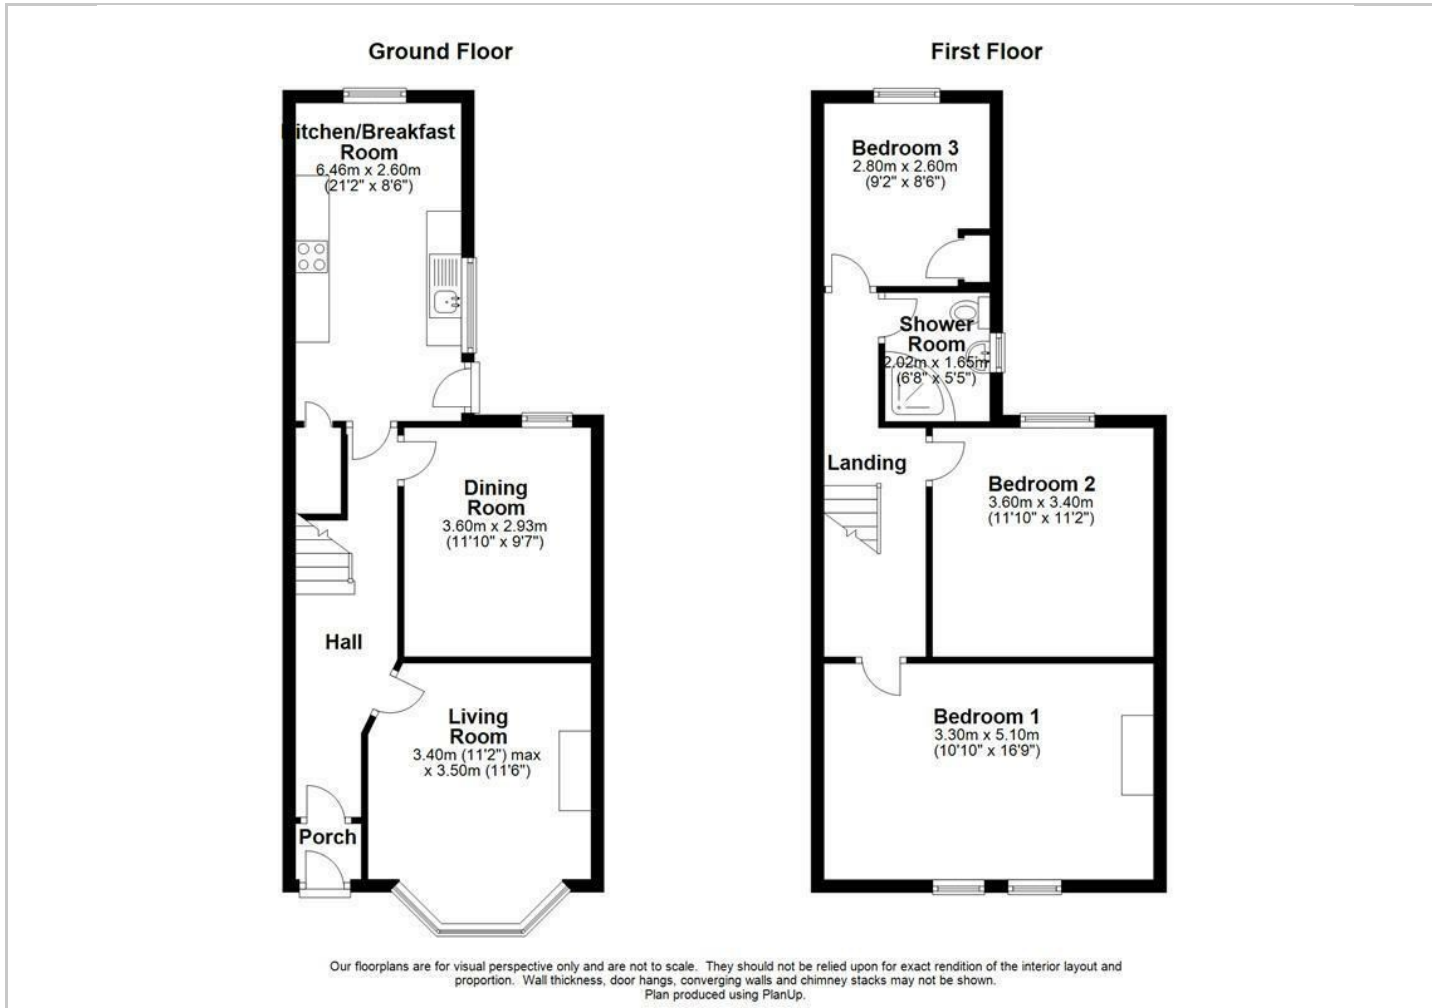 Ground Floor
First Floor
Kitchen/Breakfast
Room
6.46m x 2.60m
(21'2" x 8'6")
Dining
Room
3.60m x 2.93m
(11'10" x 9'7")
Hall
Living
Room
3.40m (11'2") max
x 3.50m (11'6")
Porch
Bedroom 3
2.80m x 2.60m
(9'2" x 8'6")
Shower
Room
2.02m x 1.65m
(6'8" x 5'5")
Landing
Bedroom 2
3.60m x 3.40m
(11'10" x 11'2")
Bedroom 1
3.30m x 5.10m
(10'10" x 16'9")
Our floorplans are for visual perspective only and are not to scale. They should not be relied upon for exact rendition of the interior layout and
proportion. Wall thickness, door hangs, converging walls and chimney stacks may not be shown.
Plan produced using PlanUp.